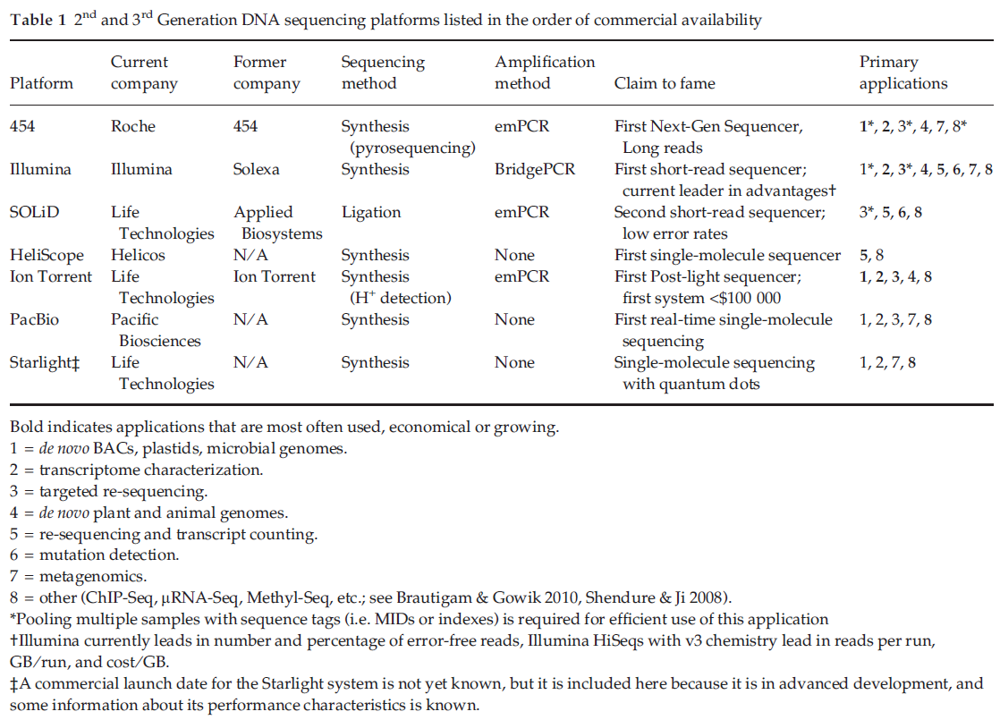 Table 1 2nd and 3rd Generation DNA sequencing platforms listed in the order of commercial availability
Platform Current company Former company Sequencing method Amplification method Claim to fame Primary applications
454 Roche 454 Synthesis (pyrosequencing) emPCR First Next-Gen Sequencer, Long reads 1*, 2, 3*, 4, 7, 8*
Illumina Illumina Solexa Synthesis BridgePCR First short-read sequencer; current leader in advantages† 1*, 2, 3*, 4, 5, 6, 7, 8
SOLiD Life Technologies Applied Biosystems Ligation emPCR Second short-read sequencer; low error rates 3*, 5, 6, 8
HeliScope Helicos N/A Synthesis None First single-molecule sequencer 5, 8
Ion Torrent Life Technologies Ion Torrent Synthesis (H+ detection) emPCR First Post-light sequencer; first system <$100 000 1, 2, 3, 4, 8
PacBio Pacific Biosciences N/A Synthesis None First real-time single-molecule sequencing 1, 2, 3, 7, 8
Starlight‡ Life Technologies N/A Synthesis None Single-molecule sequencing with quantum dots 1, 2, 7, 8
Bold indicates applications that are most often used, economical or growing.
1 = de novo BACs, plastids, microbial genomes.
2 = transcriptome characterization.
3 = targeted re-sequencing.
4 = de novo plant and animal genomes.
5 = re-sequencing and transcript counting.
6 = mutation detection.
7 = metagenomics.
8 = other (ChIP-Seq, μRNA-Seq, Methyl-Seq, etc.; see Brautigam & Gowik 2010, Shendure & Ji 2008).
*Pooling multiple samples with sequence tags (i.e. MIDs or indexes) is required for efficient use of this application
†Illumina currently leads in number and percentage of error-free reads, Illumina HiSeqs with v3 chemistry lead in reads per run,
GB/run, and cost/GB.
‡A commercial launch date for the Starlight system is not yet known, but it is included here because it is in advanced development, and
some information about its performance characteristics is known.